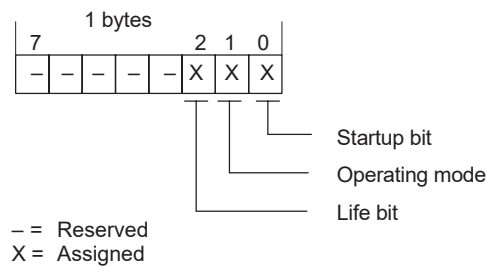 1 bytes
7 2 1 0
– – – – – X X X
Startup bit
Operating mode
Life bit
– = Reserved
X = Assigned